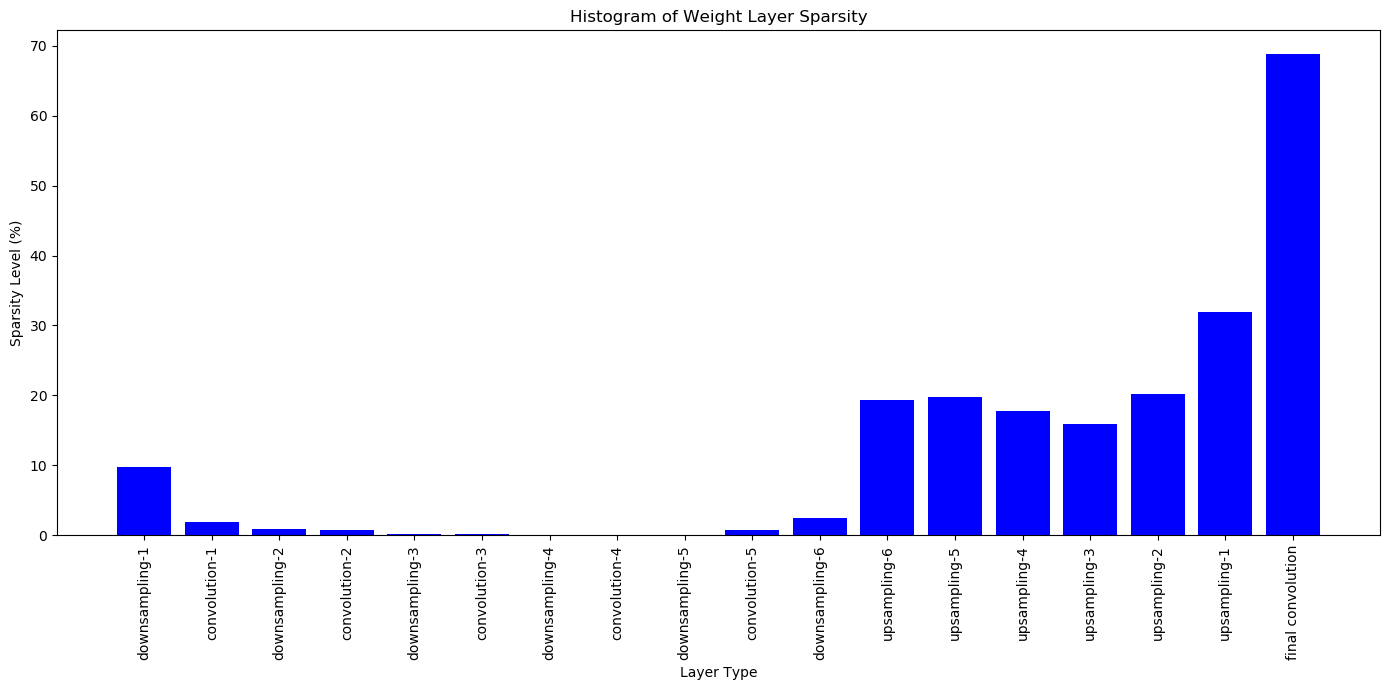 Histogram of Weight Layer Sparsity
Sparsity Level (%)
70
60
50
40
30
20
10
0
downsampling-1
convolution-1
downsampling-2
convolution-2
downsampling-3
convolution-3
downsampling-4
convolution-4
downsampling-5
convolution-5
downsampling-6
upsampling-6
upsampling-5
upsampling-4
upsampling-3
upsampling-2
upsampling-1
final convolution
Layer Type